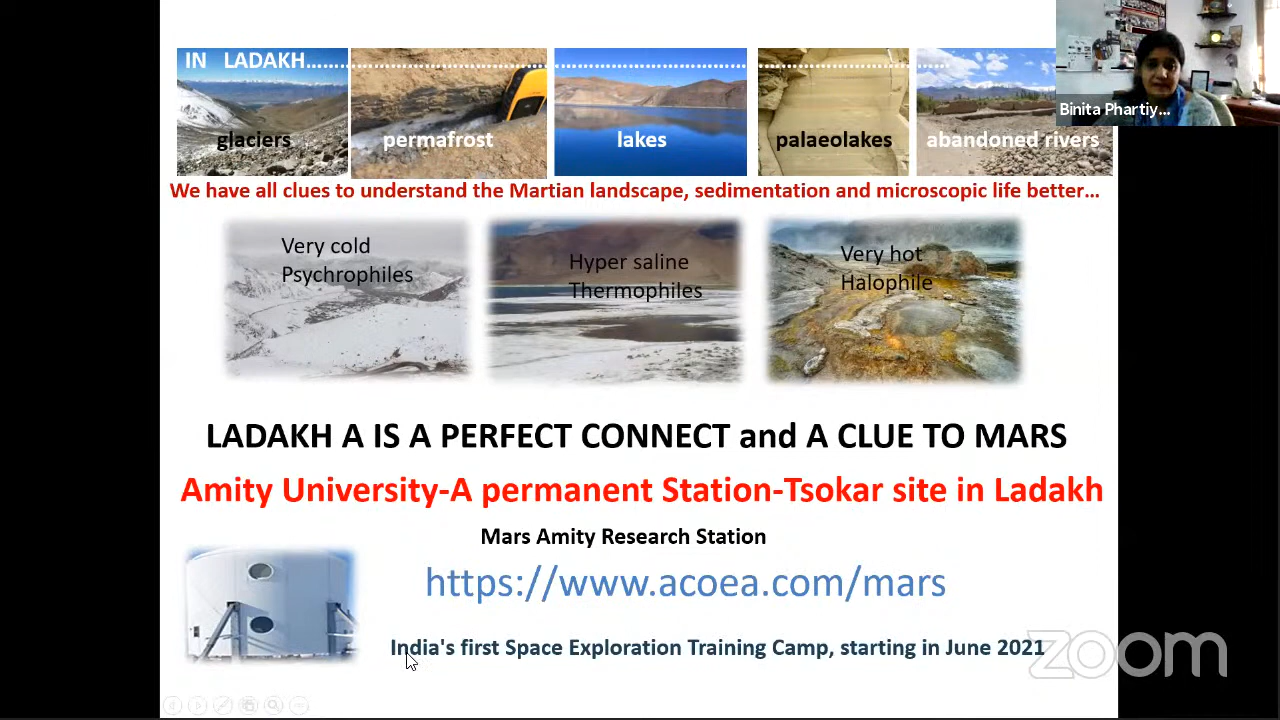 IN LADAKH……………………………………………………………………………………
glaciers
permafrost
lakes
palaeolakes
abandoned rivers
Binita Phartiy...
We have all clues to understand the Martian landscape, sedimentation and microscopic life better…
Very cold
Psychrophiles
Hyper saline
Thermophiles
Very hot
Halophile
LADAKH A IS A PERFECT CONNECT and A CLUE TO MARS
Amity University-A permanent Station-Tsokar site in Ladakh
Mars Amity Research Station
https://www.acoea.com/mars
India's first Space Exploration Training Camp, starting in June 2021
zoom